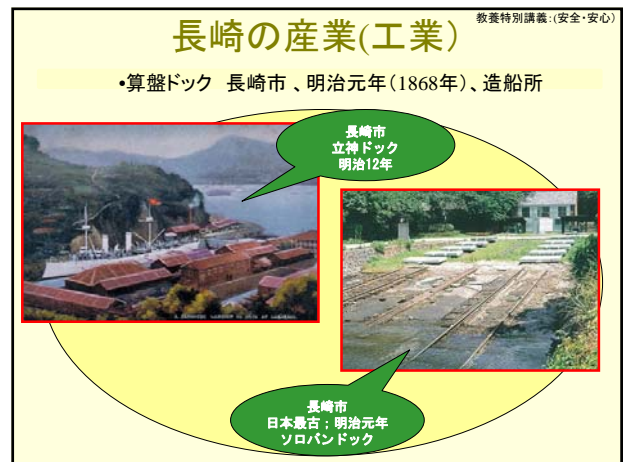 教養特別講義:(安全・安心)
長崎の産業(工業)
•算盤ドック 長崎市 、明治元年(1868年)、造船所
長崎市
立神ドック
明治12年
長崎市
日本最古；明治元年
ソロバンドック